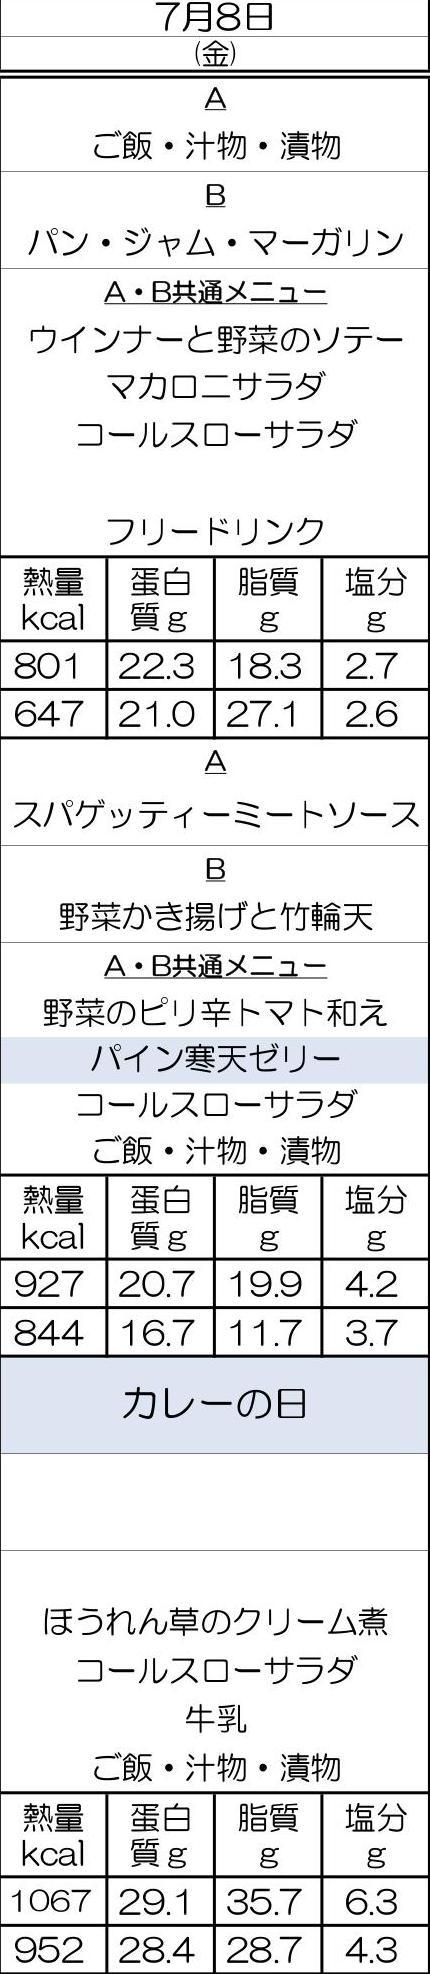 7月8日
(金)
A
ご飯・汁物・漬物
B
パン・ジャム・マーガリン
A・B共通メニュー
ウインナーと野菜のソテー
マカロニサラダ
コールスローサラダ
フリードリンク
熱量 蛋白 脂質 塩分
kcal 質g g g
801 22.3 18.3 2.7
647 21.0 27.1 2.6
A
スパゲッティーミートソース
B
野菜かき揚げと竹輪天
A・B共通メニュー
野菜のピリ辛トマト和え
パイン寒天ゼリー
コールスローサラダ
ご飯・汁物・漬物
熱量 蛋白 脂質 塩分
kcal 質g g g
927 20.7 19.9 4.2
844 16.7 11.7 3.7
カレーの日
ほうれん草のクリーム煮
コールスローサラダ
牛乳
ご飯・汁物・漬物
熱量 蛋白 脂質 塩分
kcal 質g g g
1067 29.1 35.7 6.3
952 28.4 28.7 4.3